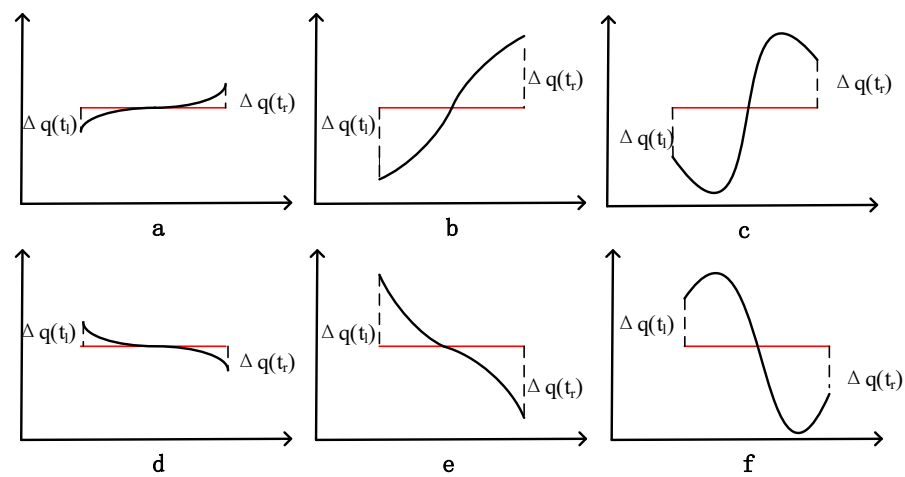 Δ q(tₗ)
Δ q(tᵣ)
a
Δ q(tₗ)
Δ q(tᵣ)
b
Δ q(tₗ)
Δ q(tᵣ)
c
Δ q(tₗ)
Δ q(tᵣ)
d
Δ q(tₗ)
Δ q(tᵣ)
e
Δ q(tₗ)
Δ q(tᵣ)
f